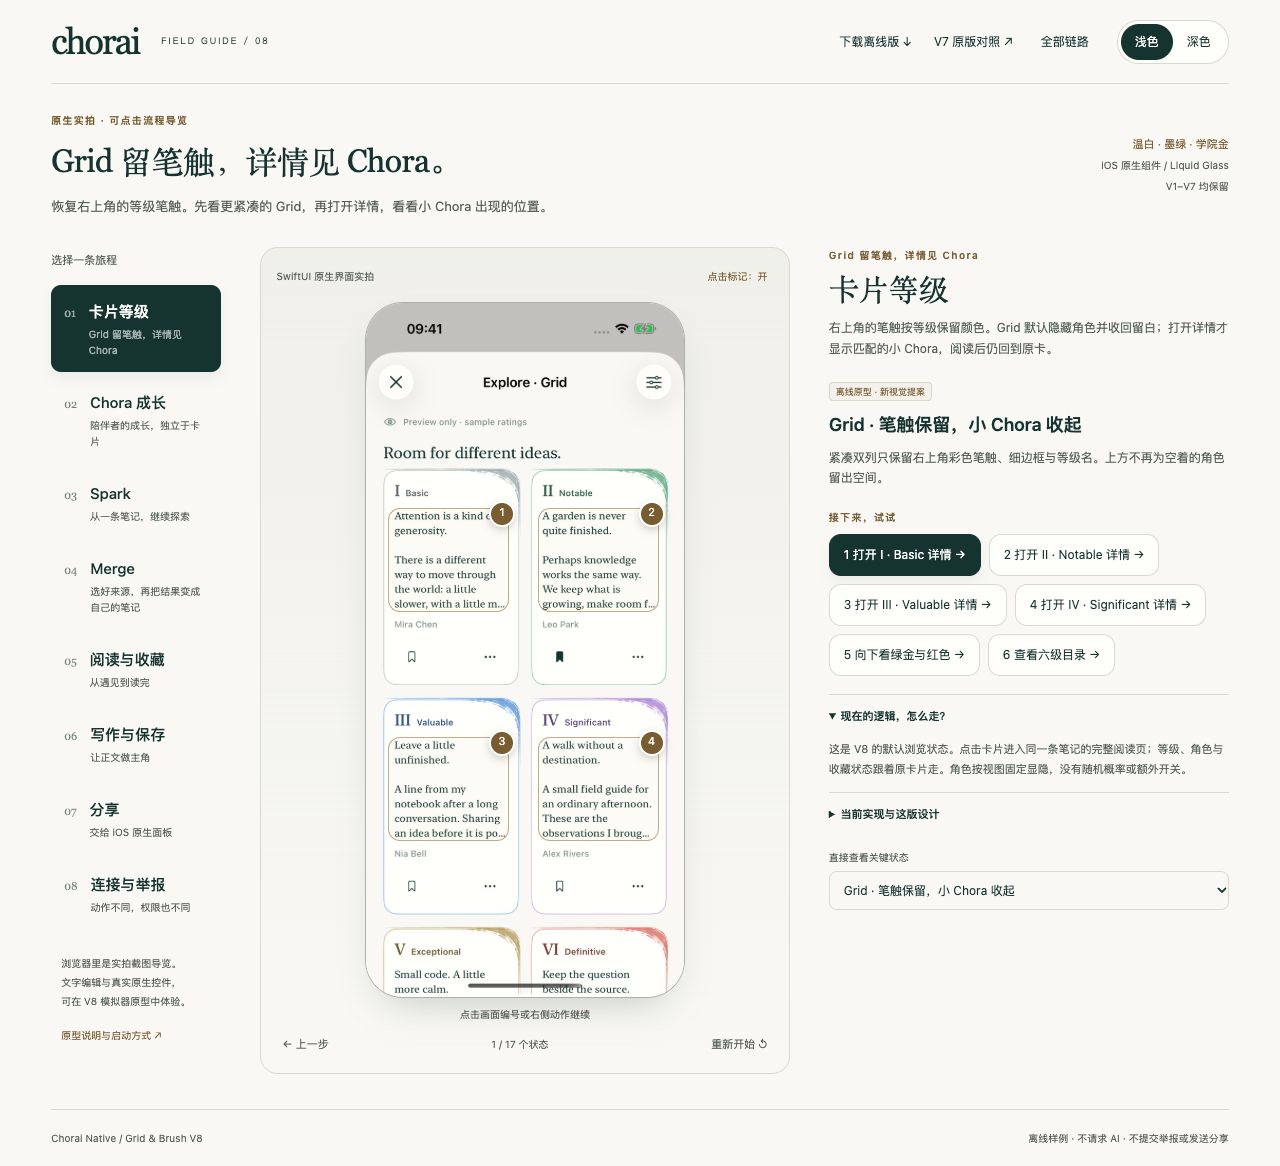 chorai
FIELD GUIDE / 08
下载离线版 ↓
V7 原版对照 ↗
全部链路
浅色
深色
原生实拍 · 可点击流程导览
Grid 留笔触，详情见 Chora。
恢复右上角的等级笔触。先看更紧凑的 Grid，再打开详情，看看小 Chora 出现的位置。
温白 · 墨绿 · 学院金
iOS 原生组件 / Liquid Glass
V1–V7 均保留
选择一条旅程
01 卡片等级
Grid 留笔触，详情见
Chora
02 Chora 成长
陪伴者的成长，独立于卡
片
03 Spark
从一条笔记，继续探索
04 Merge
选好来源，再把结果变成
自己的笔记
05 阅读与收藏
从遇见到读完
06 写作与保存
让正文做主角
07 分享
交给 iOS 原生面板
08 连接与举报
动作不同，权限也不同
浏览器里是实拍截图导览。
文字编辑与真实原生控件，
可在 V8 模拟器原型中体验。
原型说明与启动方式 ↗
SwiftUI 原生界面实拍
点击标记：开
09:41
Explore · Grid
Preview only · sample ratings
Room for different ideas.
I Basic
1
Attention is a kind o
generosity.
There is a different
way to move through
the world: a little
slower, with a little m...
Mira Chen
II Notable
2
A garden is never
quite finished.
Perhaps knowledge
works the same way.
We keep what is
growing, make room f...
Leo Park
III Valuable
3
Leave a little
unfinished.
A line from my
notebook after a long
conversation. Sharing
an idea before it is po...
Nia Bell
IV Significant
4
A walk without a
destination.
A small field guide for
an ordinary afternoon.
These are the
observations I broug...
Alex Rivers
V Exceptional
Small code. A little
more calm.
VI Definitive
Keep the question
beside the source.
点击画面编号或右侧动作继续
← 上一步
1 / 17 个状态
重新开始 ↺
Grid 留笔触，详情见 Chora
卡片等级
右上角的笔触按等级保留颜色。Grid 默认隐藏角色并收回留白；打开详情才
显示匹配的小 Chora，阅读后仍回到原卡。
离线原型 · 新视觉提案
Grid · 笔触保留，小 Chora 收起
紧凑双列只保留右上角彩色笔触、细边框与等级名。上方不再为空着的角色
留出空间。
接下来，试试
1 打开 I · Basic 详情 →
2 打开 II · Notable 详情 →
3 打开 III · Valuable 详情 →
4 打开 IV · Significant 详情 →
5 向下看绿金与红色 →
6 查看六级目录 →
▼ 现在的逻辑，怎么走?
这是 V8 的默认浏览状态。点击卡片进入同一条笔记的完整阅读页；等级、角色与
收藏状态跟着原卡片走。角色按视图固定显隐，没有随机概率或额外开关。
▶ 当前实现与这版设计
直接查看关键状态
Grid · 笔触保留，小 Chora 收起
Chorai Native / Grid & Brush V8
离线样例 · 不请求 AI · 不提交举报或发送分享